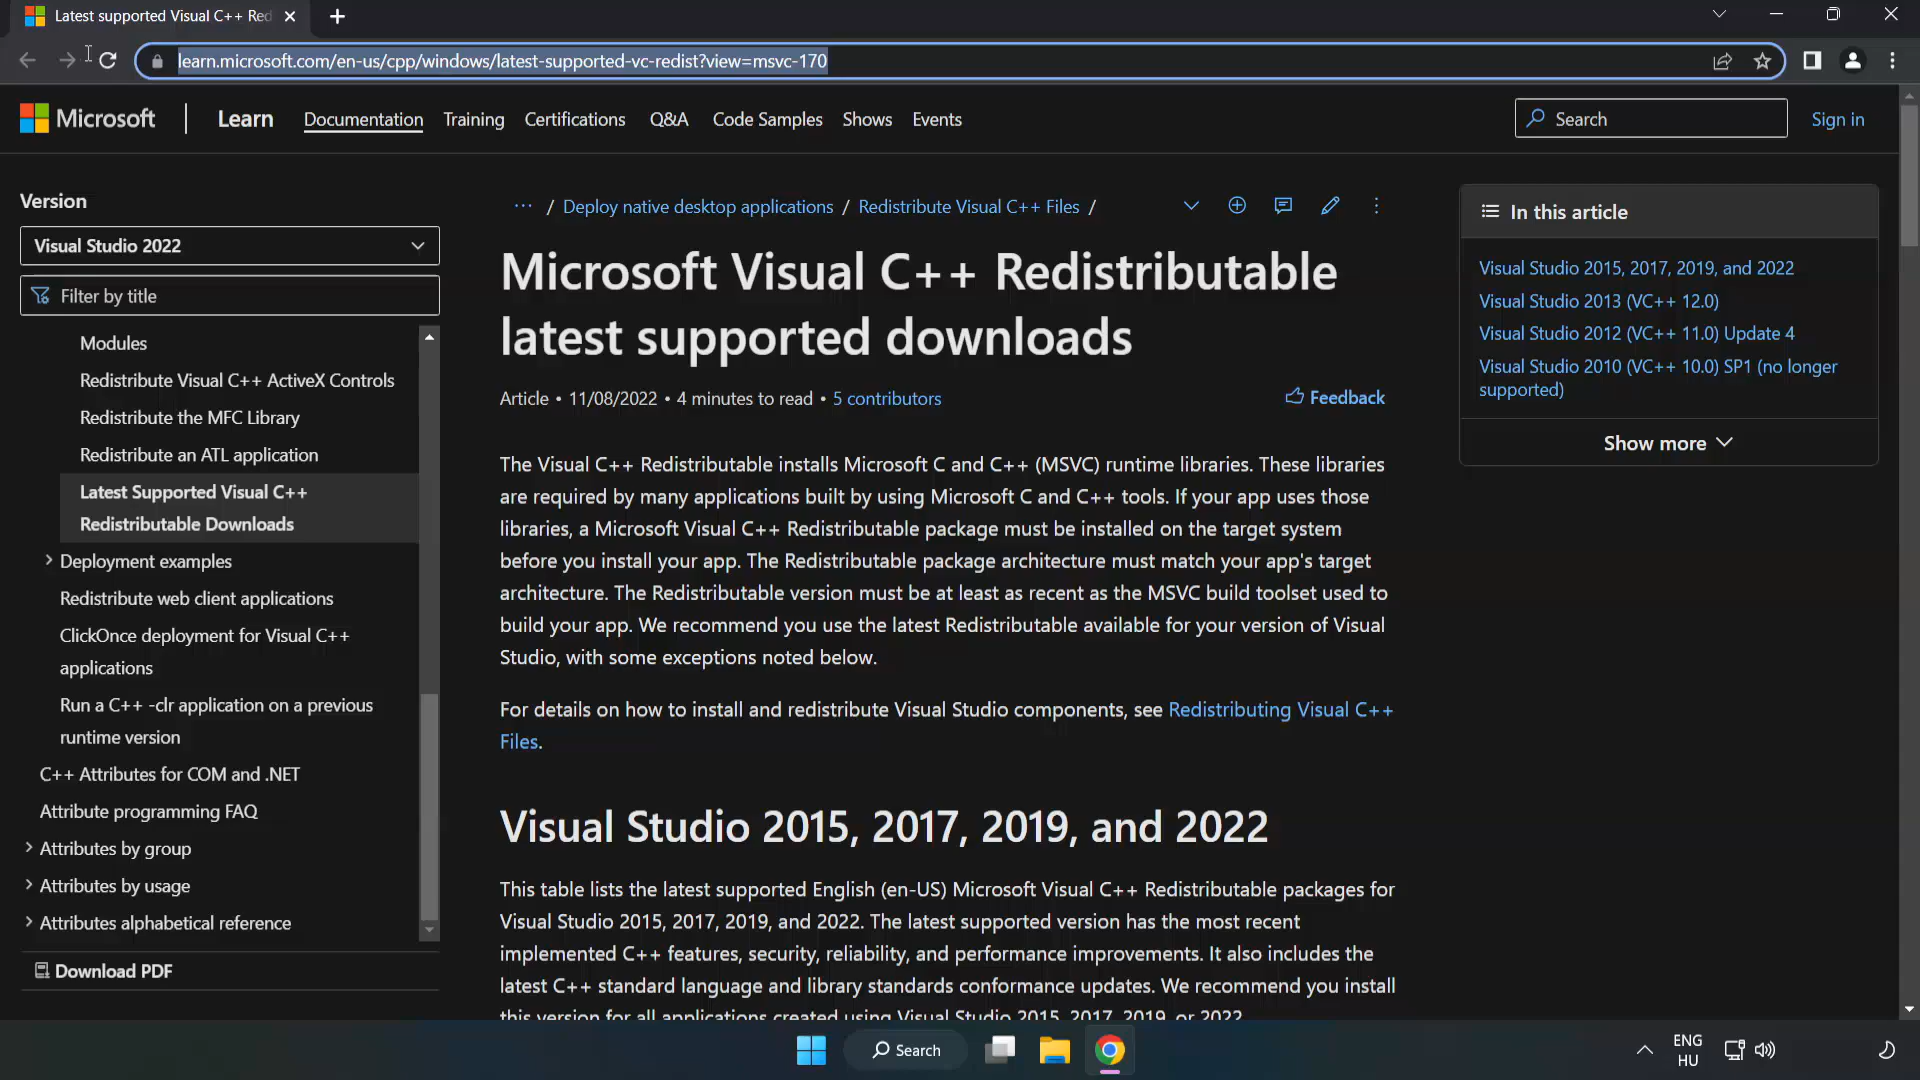 Latest supported Visual C++ Red
learn.microsoft.com/en-us/cpp/windows/latest-supported-vc-redist?view=msvc-170
Microsoft
Learn
Documentation
Training
Certifications
Q&A
Code Samples
Shows
Events
Search
Sign in
Version
Visual Studio 2022
Filter by title
Modules
Redistribute Visual C++ ActiveX Controls
Redistribute the MFC Library
Redistribute an ATL application
Latest Supported Visual C++
Redistributable Downloads
Deployment examples
Redistribute web client applications
ClickOnce deployment for Visual C++
applications
Run a C++ -clr application on a previous
runtime version
C++ Attributes for COM and .NET
Attribute programming FAQ
Attributes by group
Attributes by usage
Attributes alphabetical reference
Download PDF
··· / Deploy native desktop applications / Redistribute Visual C++ Files /
Microsoft Visual C++ Redistributable
latest supported downloads
Article • 11/08/2022 • 4 minutes to read • 5 contributors
Feedback
The Visual C++ Redistributable installs Microsoft C and C++ (MSVC) runtime libraries. These libraries
are required by many applications built by using Microsoft C and C++ tools. If your app uses those
libraries, a Microsoft Visual C++ Redistributable package must be installed on the target system
before you install your app. The Redistributable package architecture must match your app's target
architecture. The Redistributable version must be at least as recent as the MSVC build toolset used to
build your app. We recommend you use the latest Redistributable available for your version of Visual
Studio, with some exceptions noted below.
For details on how to install and redistribute Visual Studio components, see Redistributing Visual C++
Files.
Visual Studio 2015, 2017, 2019, and 2022
This table lists the latest supported English (en-US) Microsoft Visual C++ Redistributable packages for
Visual Studio 2015, 2017, 2019, and 2022. The latest supported version has the most recent
implemented C++ features, security, reliability, and performance improvements. It also includes the
latest C++ standard language and library standards conformance updates. We recommend you install
this version for all applications created using Visual Studio 2015, 2017, 2019, or 2022.
In this article
Visual Studio 2015, 2017, 2019, and 2022
Visual Studio 2013 (VC++ 12.0)
Visual Studio 2012 (VC++ 11.0) Update 4
Visual Studio 2010 (VC++ 10.0) SP1 (no longer
supported)
Show more
Search
ENG
HU